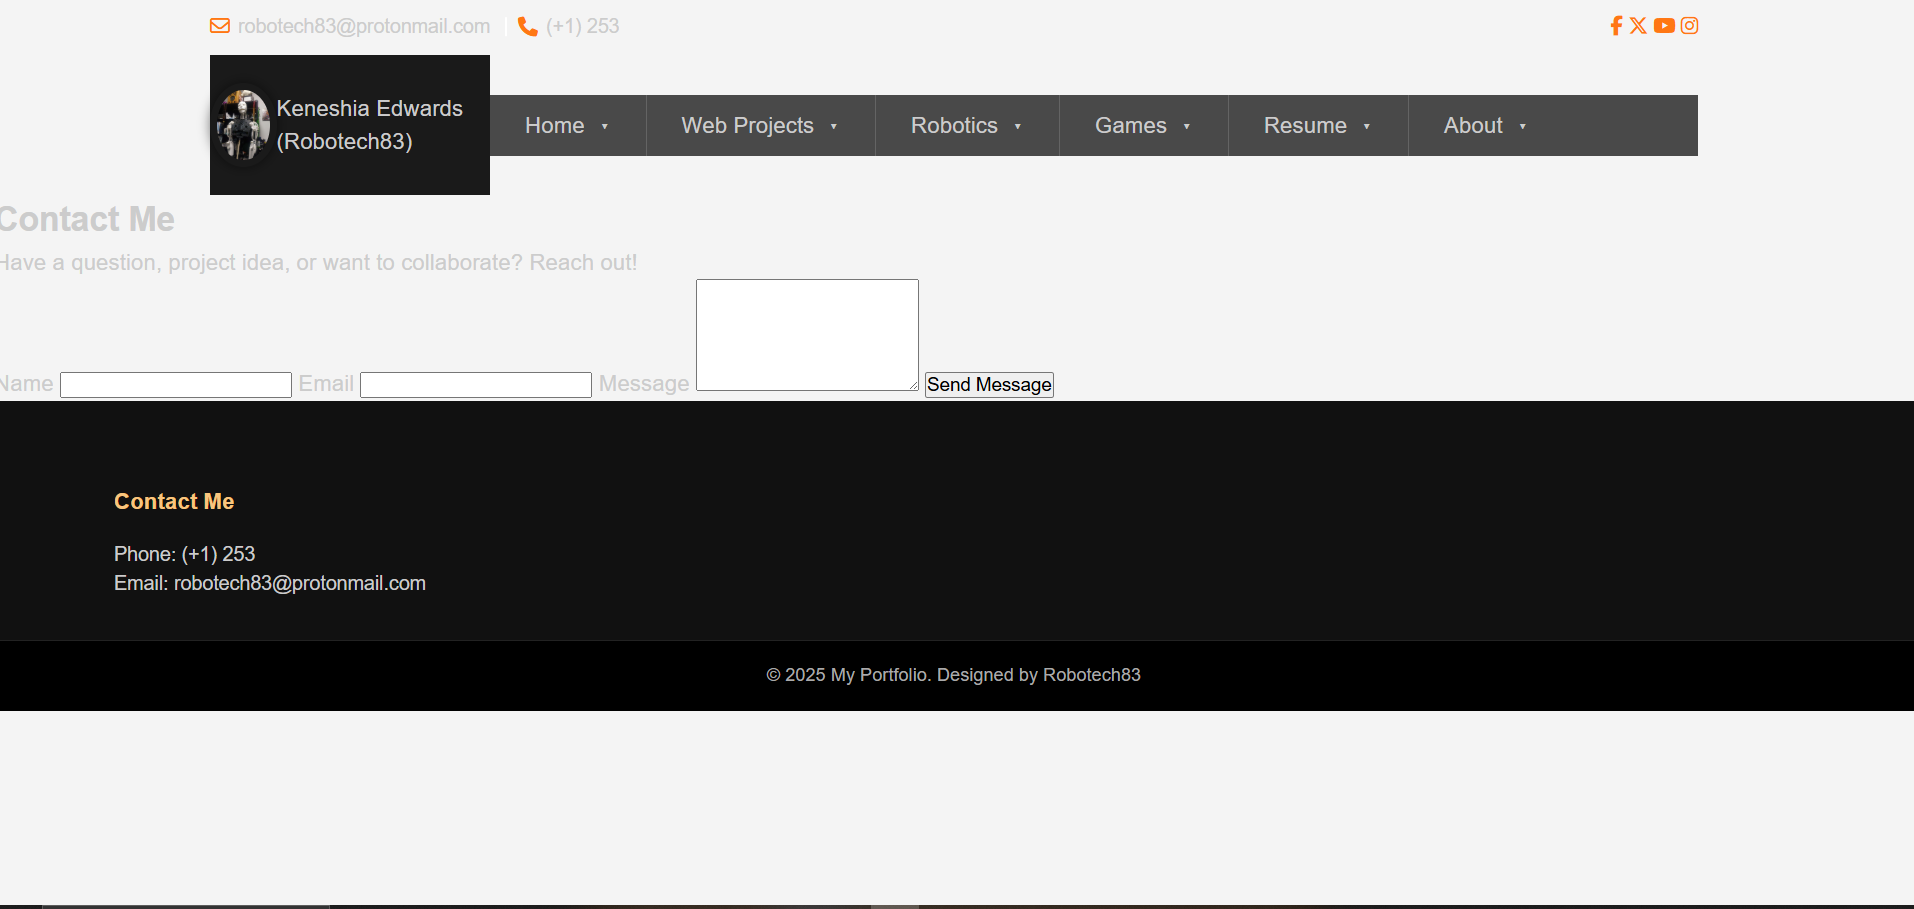 robotech83@protonmail.com (+1) 253
Keneshia Edwards
(Robotech83)
Home Web Projects Robotics Games Resume About
Contact Me
Have a question, project idea, or want to collaborate? Reach out!
Name Email Message Send Message
Contact Me
Phone: (+1) 253
Email: robotech83@protonmail.com
© 2025 My Portfolio. Designed by Robotech83